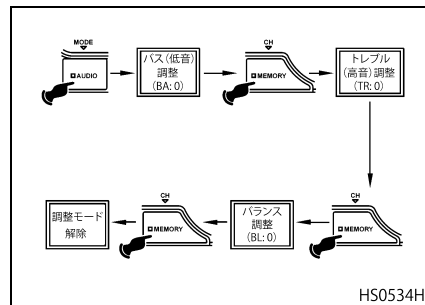 MODE
AUDIO
バス(低音)
調整
(BA: 0)
CH
MEMORY
トレブル
(高音)調整
(TR: 0)
CH
MEMORY
バランス
調整
(BL: 0)
CH
MEMORY
調整モード
解除
HS0534H